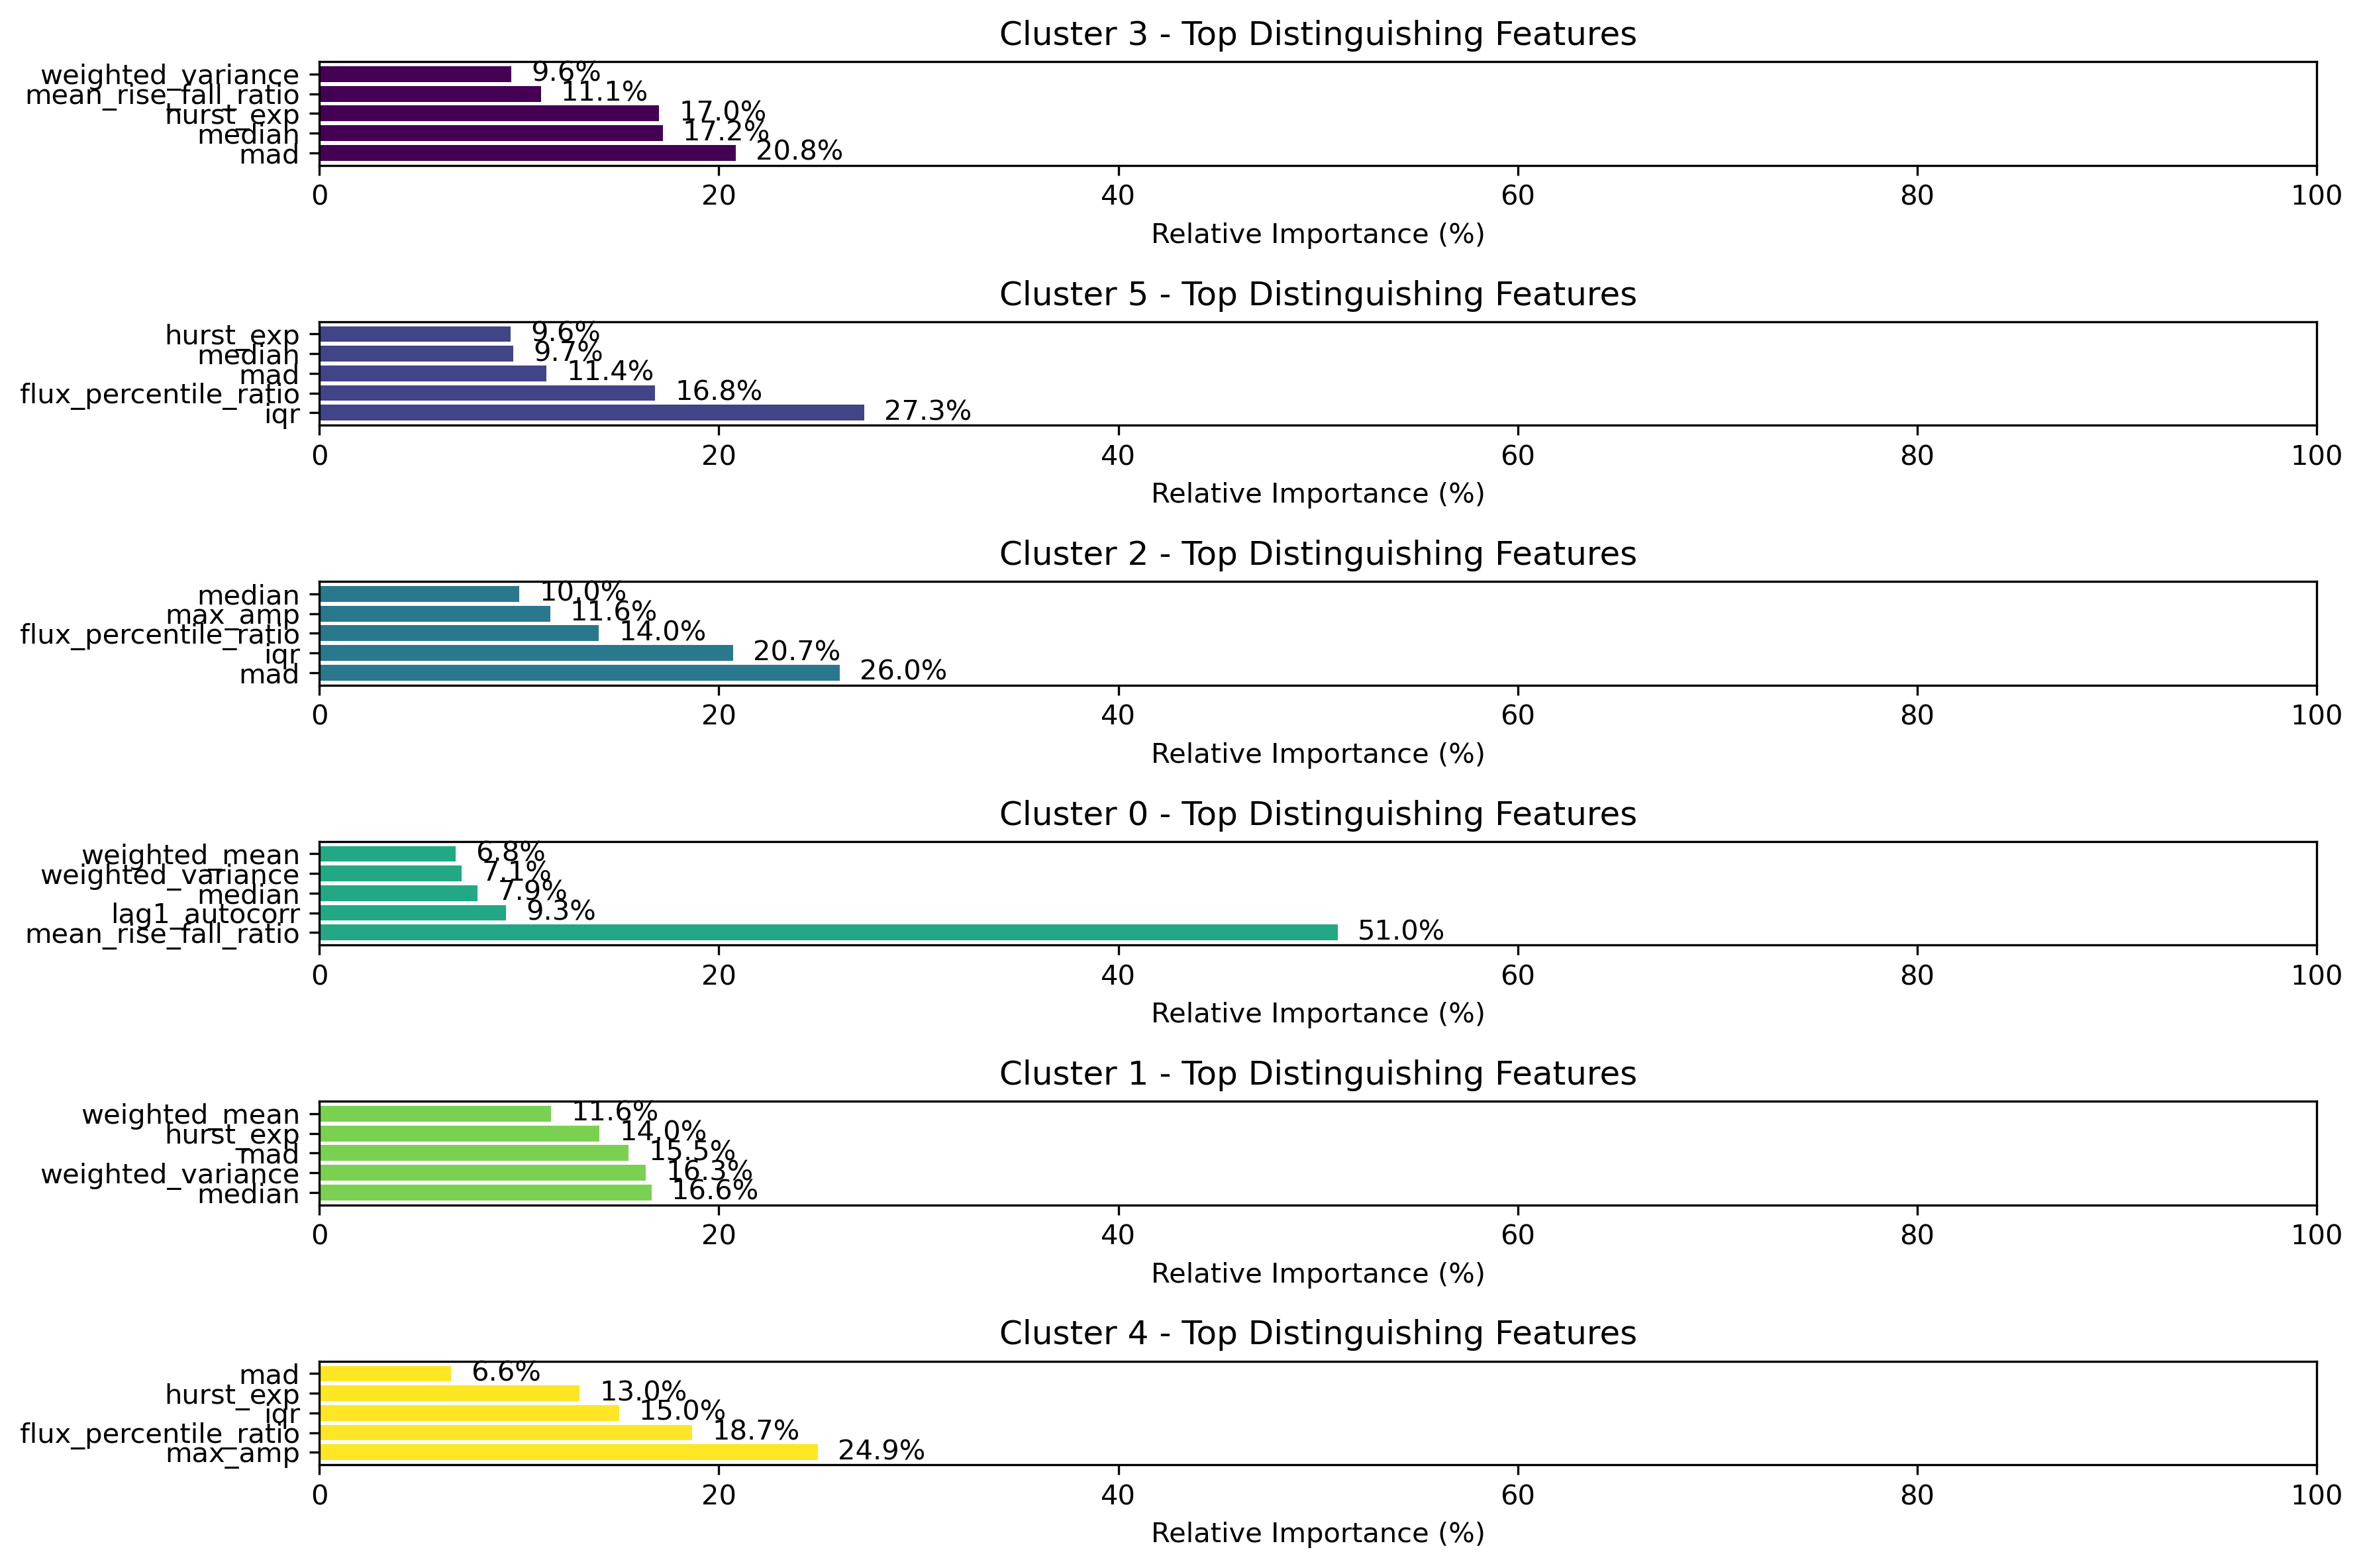 Cluster 3 - Top Distinguishing Features
weighted_variance 9.6%
mean_rise_fall_ratio 11.1%
hurst_exp 17.0%
median 17.2%
mad 20.8%
0 20 40 60 80 100
Relative Importance (%)
Cluster 5 - Top Distinguishing Features
hurst_exp 9.6%
median 9.7%
mad 11.4%
flux_percentile_ratio 16.8%
iqr 27.3%
0 20 40 60 80 100
Relative Importance (%)
Cluster 2 - Top Distinguishing Features
median 10.0%
max_amp 11.6%
flux_percentile_ratio 14.0%
iqr 20.7%
mad 26.0%
0 20 40 60 80 100
Relative Importance (%)
Cluster 0 - Top Distinguishing Features
weighted_mean 6.8%
weighted_variance 7.1%
median 7.9%
lag1_autocorr 9.3%
mean_rise_fall_ratio 51.0%
0 20 40 60 80 100
Relative Importance (%)
Cluster 1 - Top Distinguishing Features
weighted_mean 11.6%
hurst_exp 14.0%
mad 15.5%
weighted_variance 16.3%
median 16.6%
0 20 40 60 80 100
Relative Importance (%)
Cluster 4 - Top Distinguishing Features
mad 6.6%
hurst_exp 13.0%
iqr 15.0%
flux_percentile_ratio 18.7%
max_amp 24.9%
0 20 40 60 80 100
Relative Importance (%)